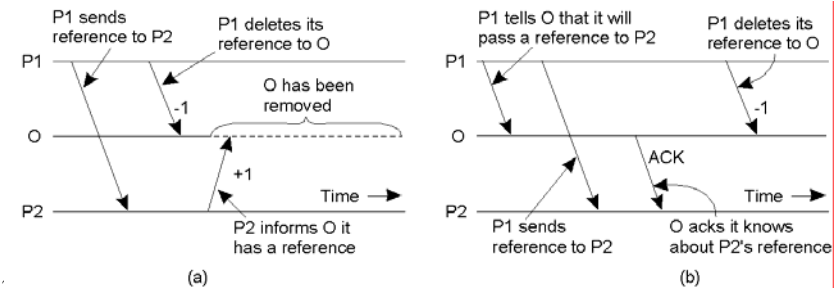 P1 sends
reference to P2
P1 deletes its
reference to O
P1
O has been
removed
-1
O
+1
Time
P2
P2 informs O it
has a reference
(a)
P1 tells O that it will
pass a reference to P2
P1 deletes its
reference to O
P1
-1
O
ACK
Time
P2
P1 sends
reference to P2
O acks it knows
about P2's reference
(b)